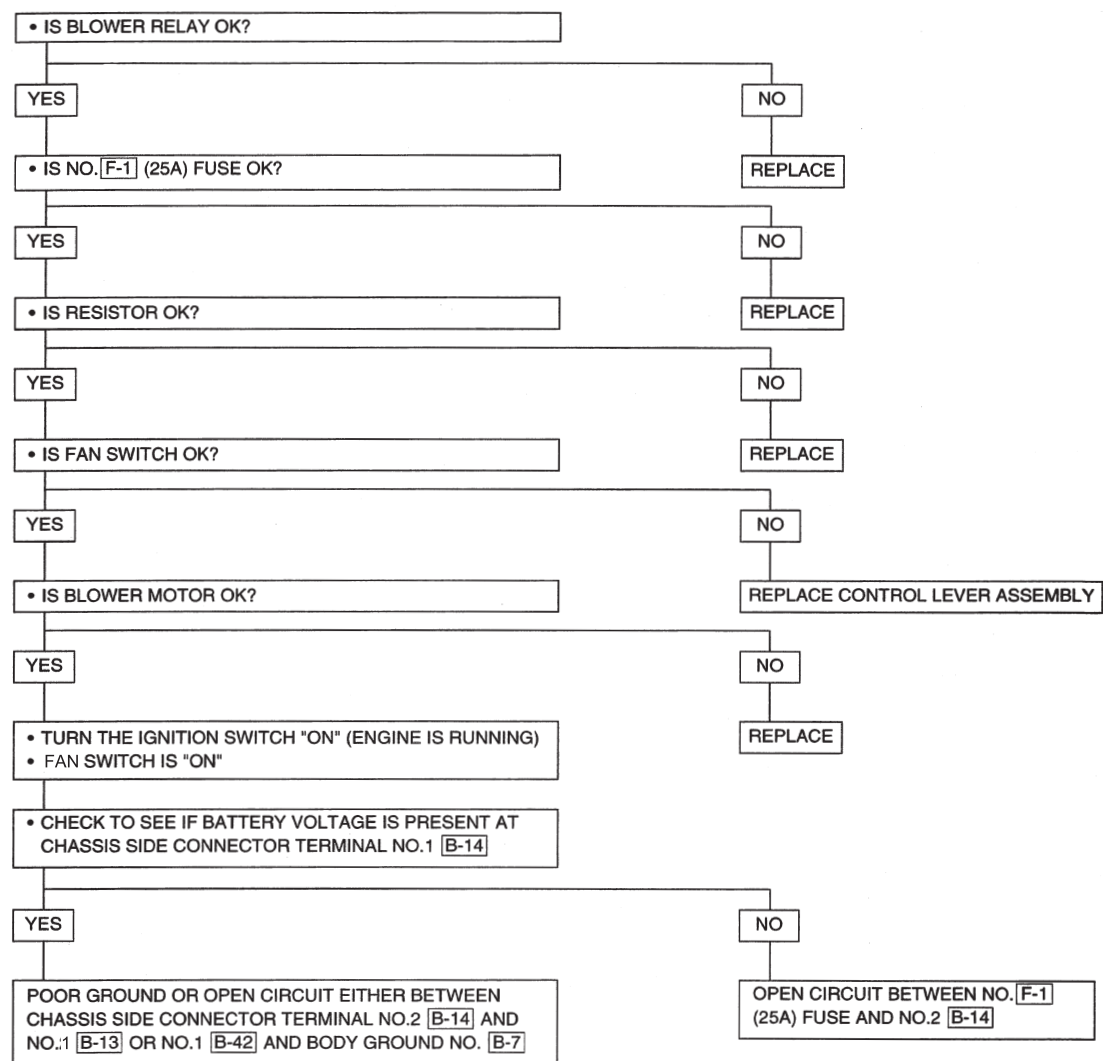 • IS BLOWER RELAY OK?
YES
NO
• IS NO. F-1 (25A) FUSE OK?
REPLACE
YES
NO
• IS RESISTOR OK?
REPLACE
YES
NO
• IS FAN SWITCH OK?
REPLACE
YES
NO
• IS BLOWER MOTOR OK?
REPLACE CONTROL LEVER ASSEMBLY
YES
NO
• TURN THE IGNITION SWITCH "ON" (ENGINE IS RUNNING)
• FAN SWITCH IS "ON"
REPLACE
• CHECK TO SEE IF BATTERY VOLTAGE IS PRESENT AT
CHASSIS SIDE CONNECTOR TERMINAL NO.1 B-14
YES
NO
POOR GROUND OR OPEN CIRCUIT EITHER BETWEEN
CHASSIS SIDE CONNECTOR TERMINAL NO.2 B-14 AND
NO.:1 B-13 OR NO.1 B-42 AND BODY GROUND NO. B-7
OPEN CIRCUIT BETWEEN NO. F-1
(25A) FUSE AND NO.2 B-14